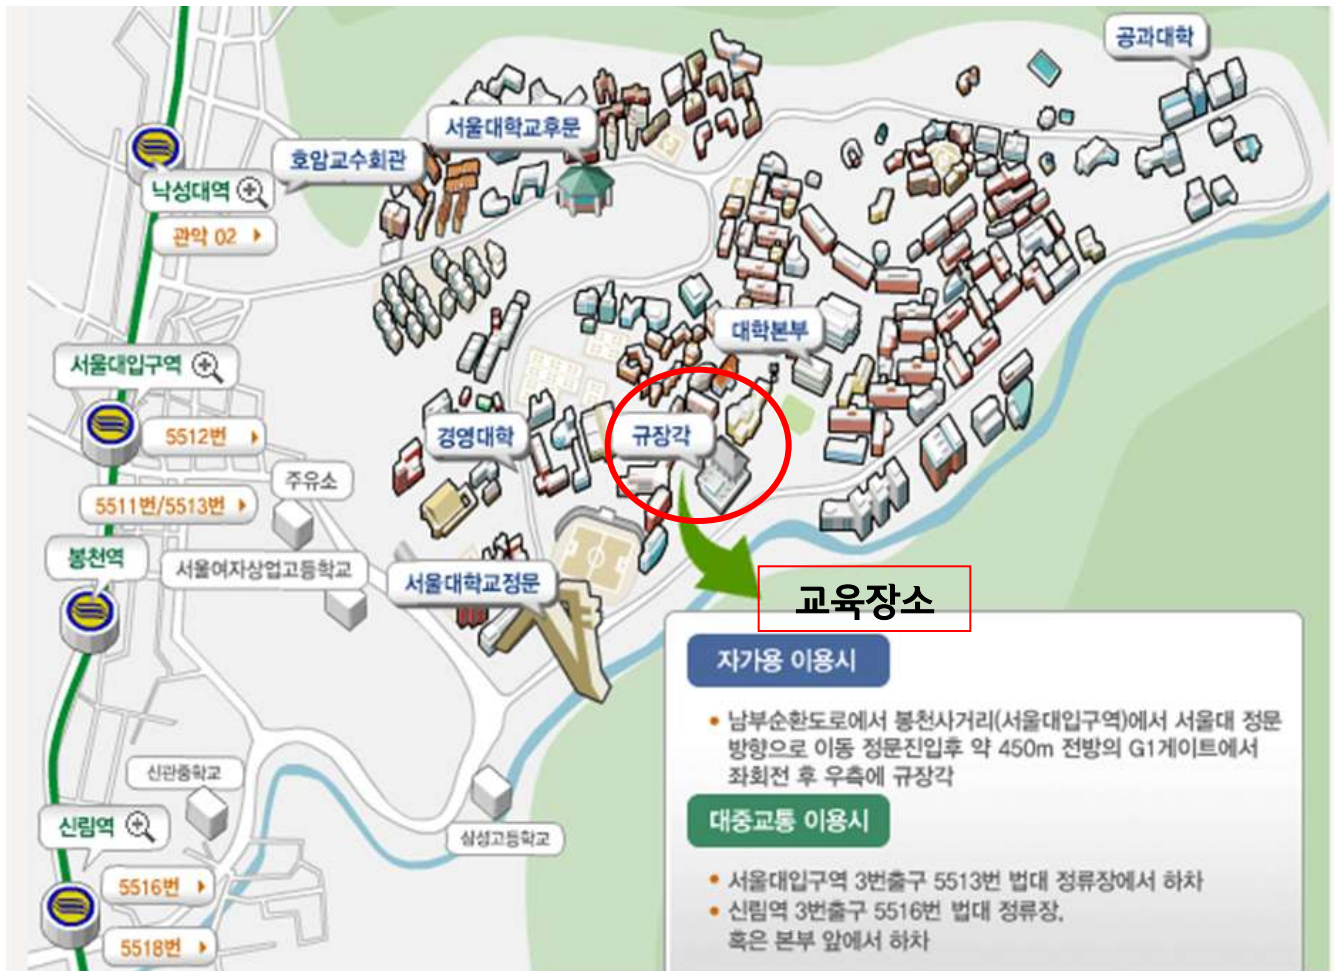 공과대학
서울대학교후문
호암교수회관
낙성대역
관악 02
대학본부
서울대입구역
5512번
경영대학
규장각
주유소
5511번/5513번
봉천역
서울여자상업고등학교
서울대학교정문
교육장소
자가용 이용시
• 남부순환도로에서 봉천사거리(서울대입구역)에서 서울대 정문
방향으로 이동 정문진입후 약 450m 전방의 G1게이트에서
좌회전 후 우측에 규장각
신관중학교
대중교통 이용시
신림역
삼성고등학교
• 서울대입구역 3번출구 5513번 법대 정류장에서 하차
• 신림역 3번출구 5516번 법대 정류장,
혹은 본부 앞에서 하차
5516번
5518번